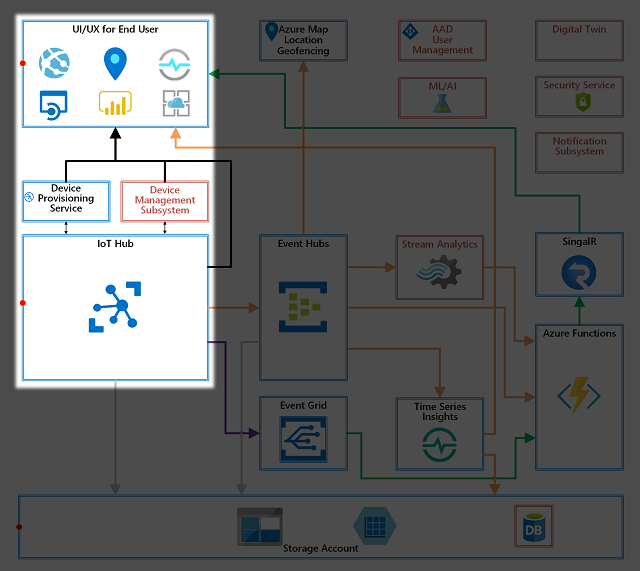 UI/UX for End User
Azure Map
Location
Geofencing
AAD
User
Management
Digital Twin
ML/AI
Security Service
Notification
Subsystem
Device
Provisioning
Service
Device
Management
Subsystem
IoT Hub
Event Hubs
Stream Analytics
SingalR
Azure Functions
Event Grid
Time Series
Insights
DB
Storage Account